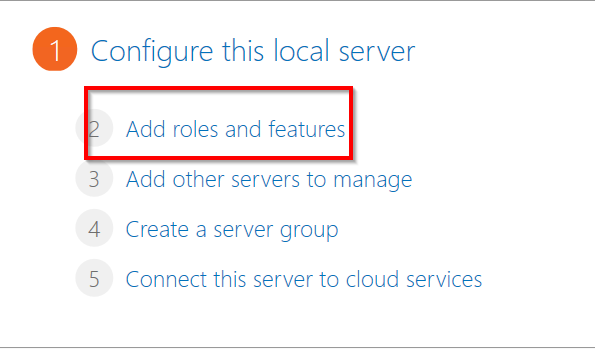 1 Configure this local server
2 Add roles and features
3 Add other servers to manage
4 Create a server group
5 Connect this server to cloud services